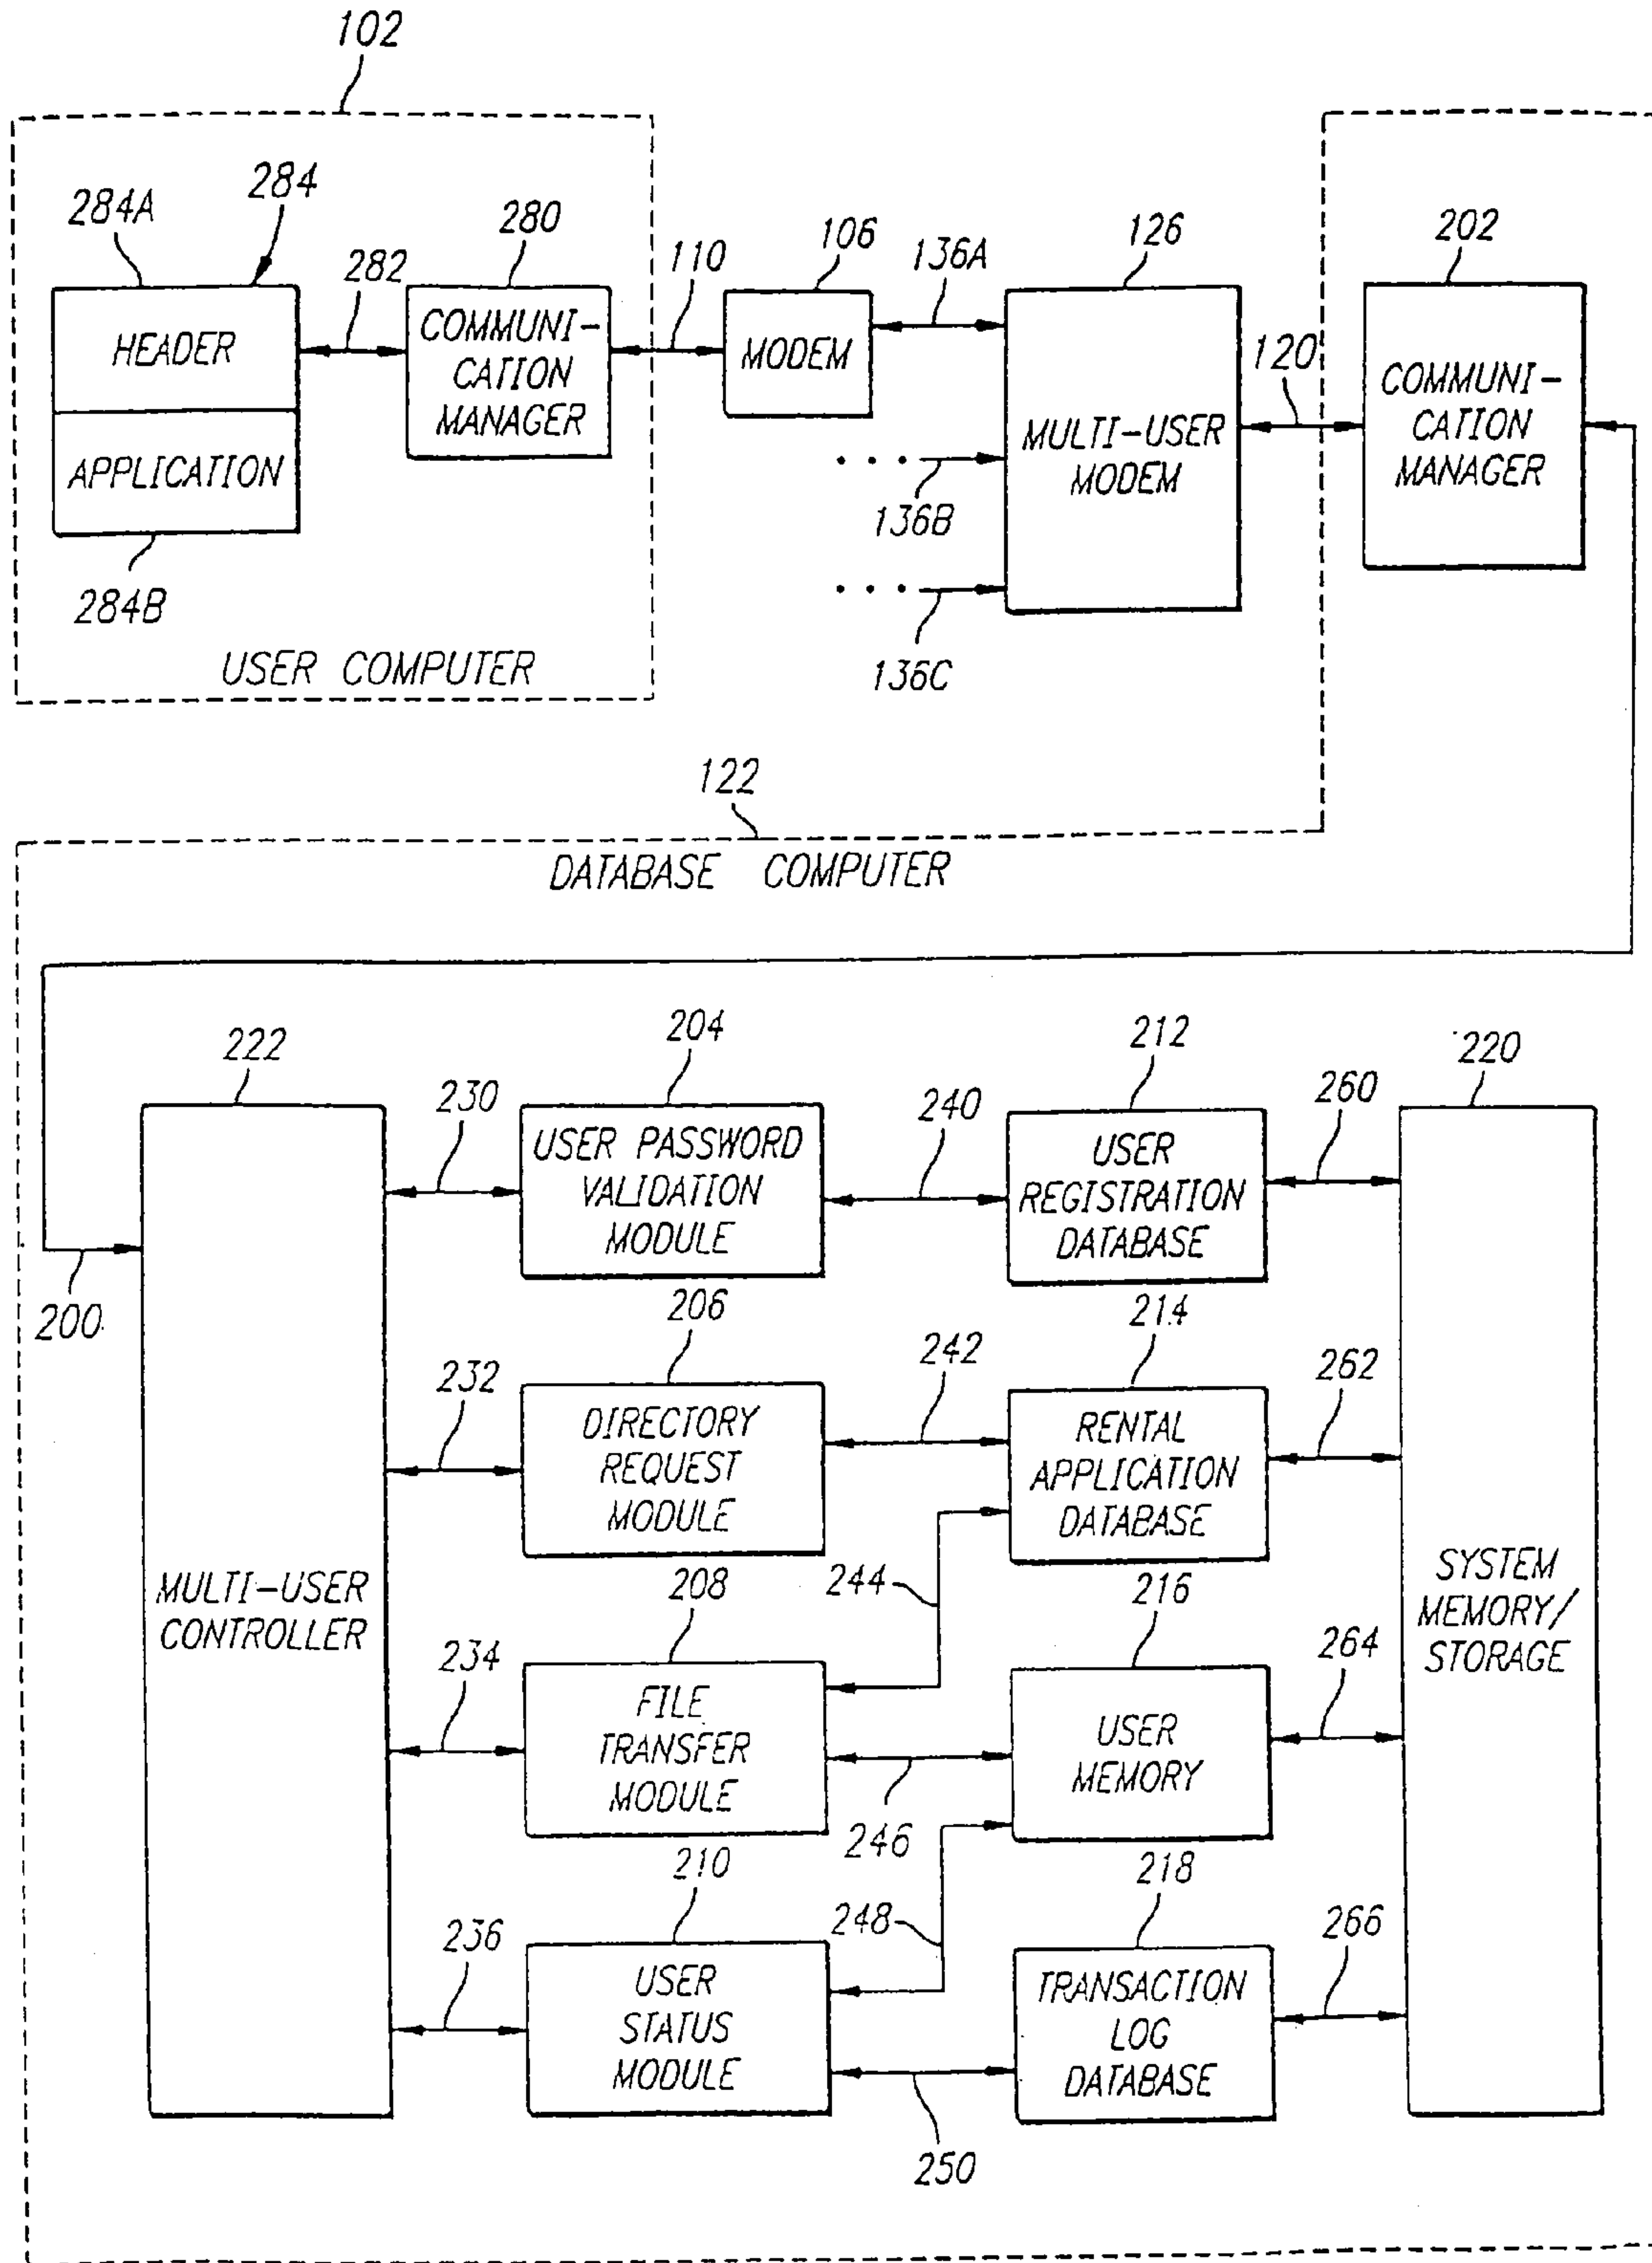 102
284A
284
282
280
110
106
136A
126
120
202
HEADER
APPLICATION
COMMUNI-
CATION
MANAGER
MODEM
MULTI-USER
MODEM
COMMUNI-
CATION
MANAGER
136B
136C
284B
USER COMPUTER
122
DATABASE COMPUTER
222
204
212
220
230
240
260
USER PASSWORD
VALIDATION
MODULE
USER
REGISTRATION
DATABASE
200
206
214
232
242
262
DIRECTORY
REQUEST
MODULE
RENTAL
APPLICATION
DATABASE
MULTI-USER
CONTROLLER
SYSTEM
MEMORY/
STORAGE
208
244
216
234
264
FILE
TRANSFER
MODULE
USER
MEMORY
246
210
218
236
248
266
USER
STATUS
MODULE
TRANSACTION
LOG
DATABASE
250